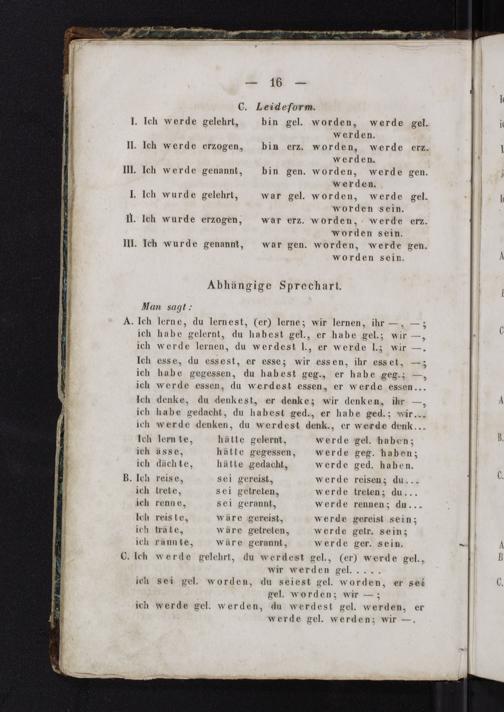 — 16 —
C. Leideform.
I. Ich werde gelehrt, bin gel. worden, werde gel.
werden.
II. Ich werde erzogen, bin erz. worden, werde erz.
werden.
III. Ich werde genannt, bin gen. worden, werde gen.
werden.
I. Ich wurde gelehrt, war gel. worden, werde gel.
worden sein.
II. Ich wurde erzogen, war erz. worden, werde erz.
worden sein.
III. Ich wurde genannt, war gen. worden, werde gen.
worden sein.
Abhängige Sprechart.
Man sagt:
A. Ich lerne, du lernest, (er) lerne; wir lernen, ihr —, —;
ich habe gelernt, du habest gel., er habe gel.; wir —,
ich werde lernen, du werdest l., er werde l.; wir —.
Ich esse, du essest, er esse; wir essen, ihr esset, —;
ich habe gegessen, du habest geg., er habe geg.; —,
ich werde essen, du werdest essen, er werde essen...
Ich denke, du denkest, er denke; wir denken, ihr —,
ich habe gedacht, du habest ged., er habe ged.; wir...
ich werde denken, du werdest denk., er werde denk...
Ich lernte, hätte gelernt, werde gel. haben;
ich ässe, hätte gegessen, werde geg. haben;
ich dächte, hätte gedacht, werde ged. haben.
B. Ich reise, sei gereist, werde reisen; du...
ich trete, sei getreten, werde treten; du...
ich renne, sei gerannt, werde rennen; du...
Ich reiste, wäre gereist, werde gereist sein;
ich träte, wäre getreten, werde getr. sein;
ich rännte, wäre gerannt, werde ger. sein.
C. Ich werde gelehrt, du werdest gel., (er) werde gel.,
wir werden gel.....
ich sei gel. worden, du seiest gel. worden, er sei
gel. worden; wir —;
ich werde gel. werden, du werdest gel. werden, er
werde gel. werden; wir —.